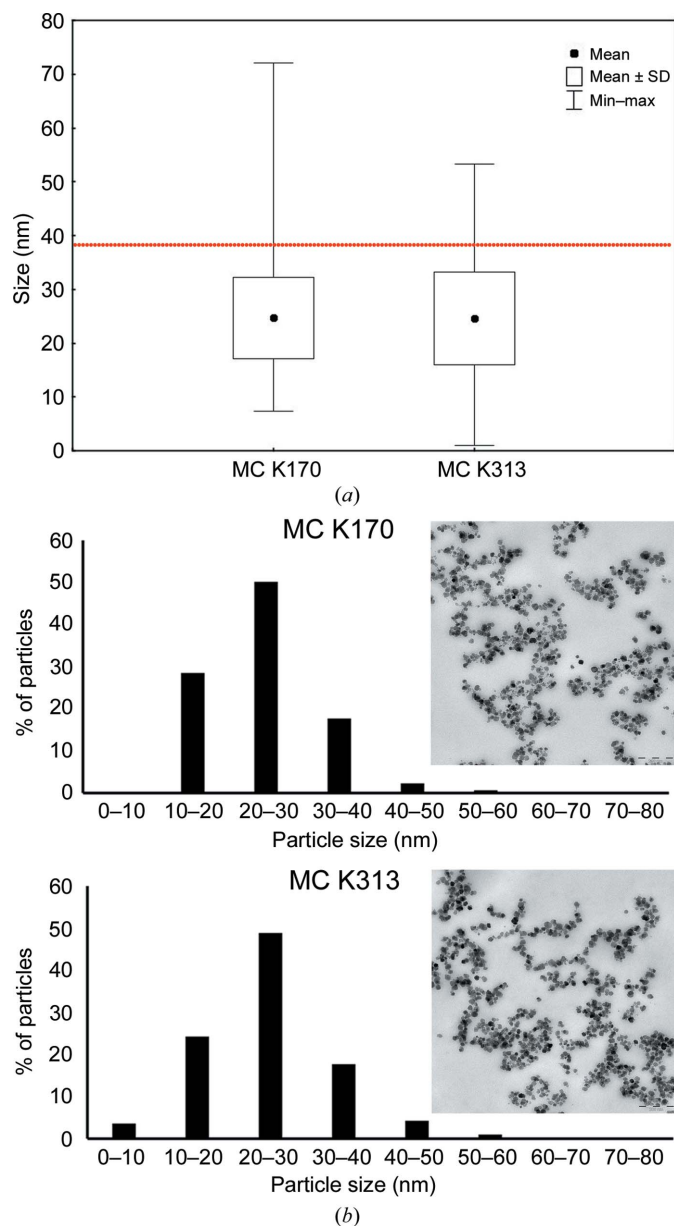 80
70
60
50
40
30
20
10
0
Size (nm)
Mean
Mean ± SD
Min–max
MC K170
MC K313
(a)
MC K170
60
50
40
30
20
10
0
% of particles
0–10 10–20 20–30 30–40 40–50 50–60 60–70 70–80
Particle size (nm)
MC K313
60
50
40
30
20
10
0
% of particles
0–10 10–20 20–30 30–40 40–50 50–60 60–70 70–80
Particle size (nm)
(b)